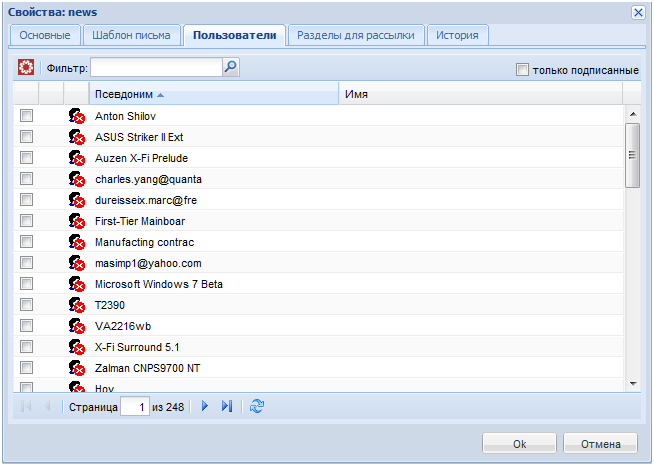 Свойства: news
Основные Шаблон письма Пользователи Разделы для рассылки История
Фильтр: только подписанные
Псевдоним Имя
Anton Shilov
ASUS Striker II Ext
Auzen X-Fi Prelude
charles.yang@quanta
dureisseix.marc@fre
First-Tier Mainboar
Manufacting contrac
masimp1@yahoo.com
Microsoft Windows 7 Beta
T2390
VA2216wb
X-Fi Surround 5.1
Zalman CNPS9700 NT
Страница 1 из 248
Ok Отмена